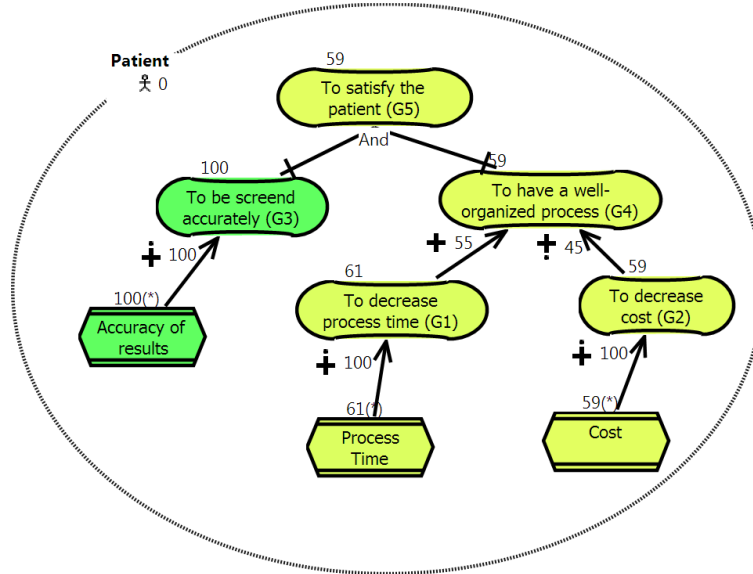 Patient
0
59
To satisfy the
patient (G5)
And
100
To be screend
accurately (G3)
59
To have a well-
organized process (G4)
100
55
45
100(*)
Accuracy of
results
61
To decrease
process time (G1)
59
To decrease
cost (G2)
100
100
61(*)
Process
Time
59(*)
Cost